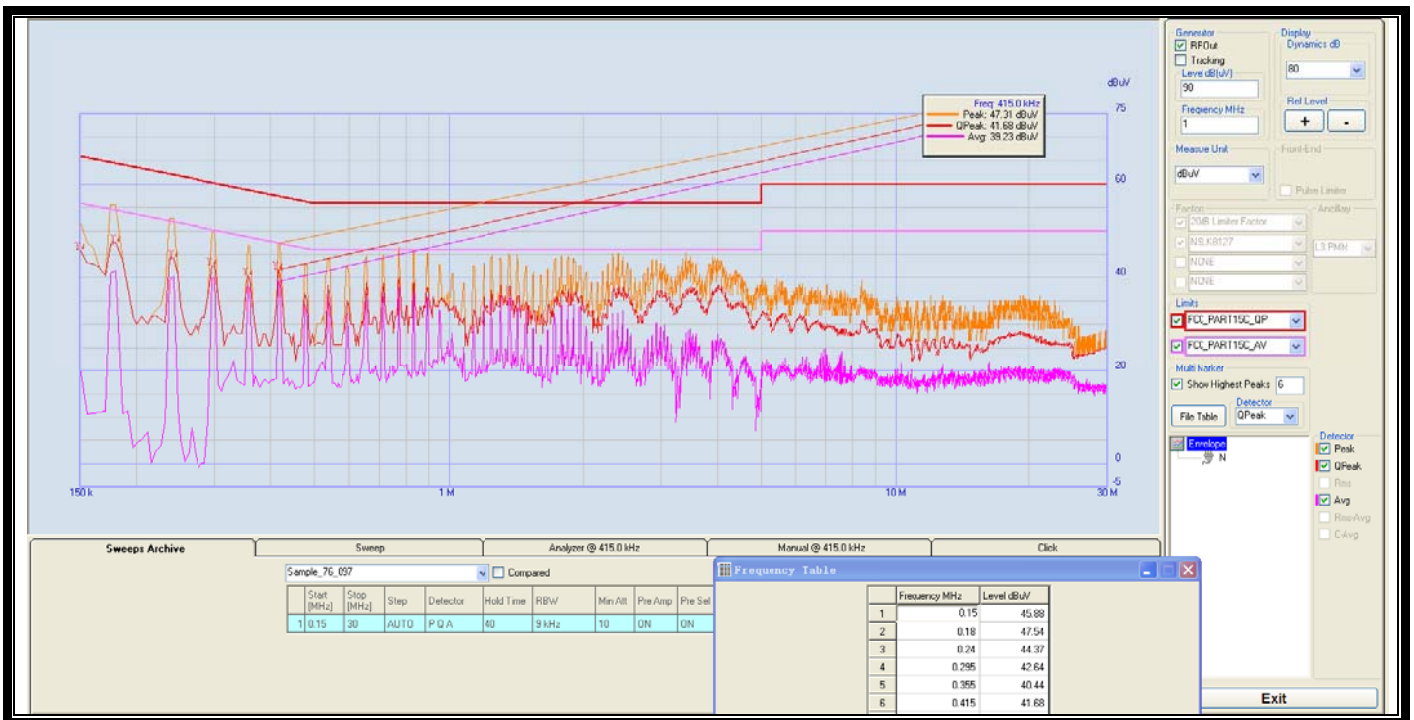 dBuV
75
60
40
20
0
-5
150 k
1 M
10 M
30 M
Freq: 415.0 kHz
Peak: 47.31 dBuV
QPeak: 41.68 dBuV
Avg: 39.23 dBuV
Generator
RFOut
Tracking
Level dB(uV)
90
Frequency MHz
1
Display
Dynamics dB
80
Ref Level
+
-
Measue Unit
dBuV
Front-End
Pulse Limiter
Factor
20dB Limiter Factor
NSLK8127
NONE
NONE
Ancillay
L3 PMM
Limits
FCC_PART15C_QP
FCC_PART15C_AV
Multi Marker
Show Highest Peaks 6
File Table
Detector
QPeak
Envelope
N
Detector
Peak
QPeak
Rms
Avg
Rms-Avg
C-Avg
Exit
Sweeps Archive
Sweep
Analyzer @ 415.0 kHz
Manual @ 415.0 kHz
Click
Sample_76_097
Compared
Start [MHz] Stop [MHz] Step Detector Hold Time RBW Min Att Pre Amp Pre Sel
1 0.15 30 AUTO P Q A 40 9 kHz 10 ON ON
Frequency Table
Freuency MHz Level dBuV
1 0.15 45.88
2 0.18 47.54
3 0.24 44.37
4 0.295 42.64
5 0.355 40.44
6 0.415 41.68